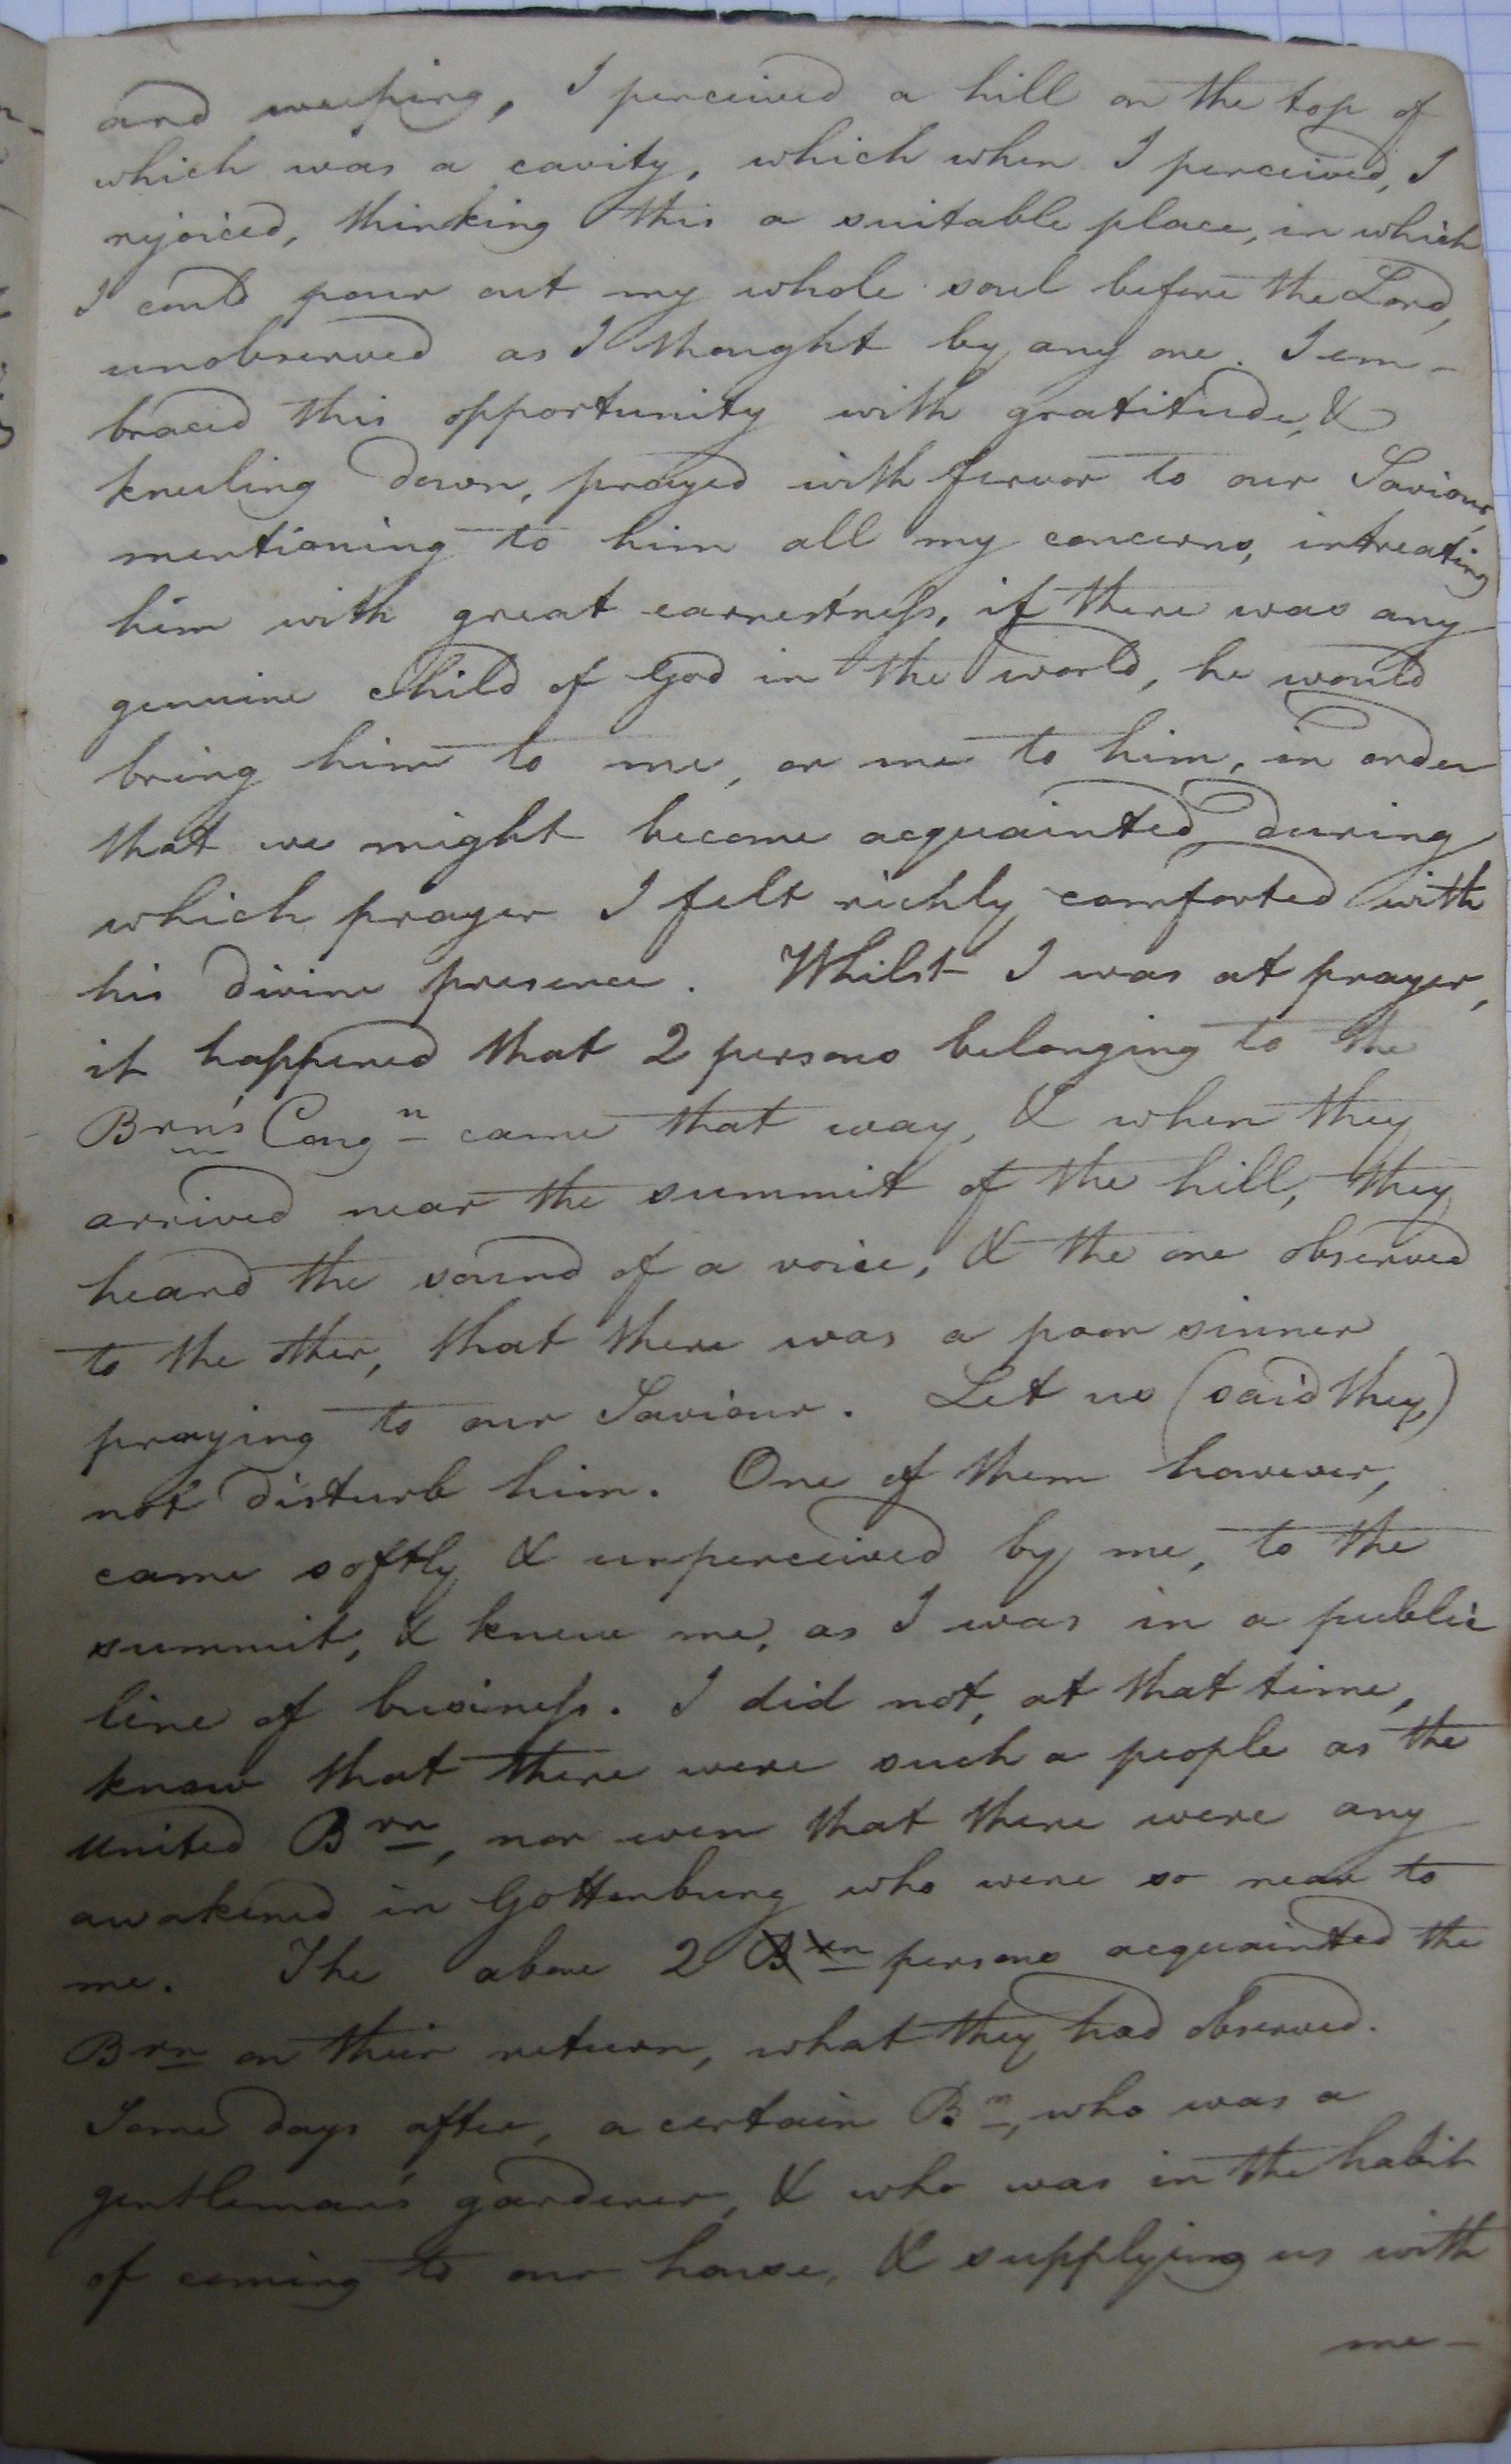 and weeping, I perceived a hill on the top of
which was a cavity, which when I perceived, I
rejoiced, thinking this a suitable place, in which
I could pour out my whole soul before the Lord,
unobserved as I thought by any one. I em-
braced this opportunity with gratitude, &
kneeling down, prayed with fervor to our Saviour,
mentioning to him all my concerns, intreating
him with great earnestness, if there was any
genuine child of God in the world, he would
bring him to me, or me to him, in order
that we might become acquainted, during
which prayer I felt richly comforted with
his divine presence. Whilst I was at prayer,
it happened that 2 persons belonging to the
Brn's Congn came that way, & when they
arrived near the summit of the hill, they
heard the sound of a voice, & the one observed
to the other, that there was a poor sinner
praying to our Saviour. Let us (said they,)
not disturb him. One of them however,
came softly & unperceived by me, to the
summit, & knew me, as I was in a public
line of business. I did not, at that time,
know that there were such a people as the
united Brn, nor even that there were any
awakened in Gottenburg who were so near to
me. The above 2 Brn persons acquainted the
Brn on their return, what they had observed.
Some days after, a certain Br, who was a
gentleman's gardener, & who was in the habit
of coming to our house, & supplying us with
me-